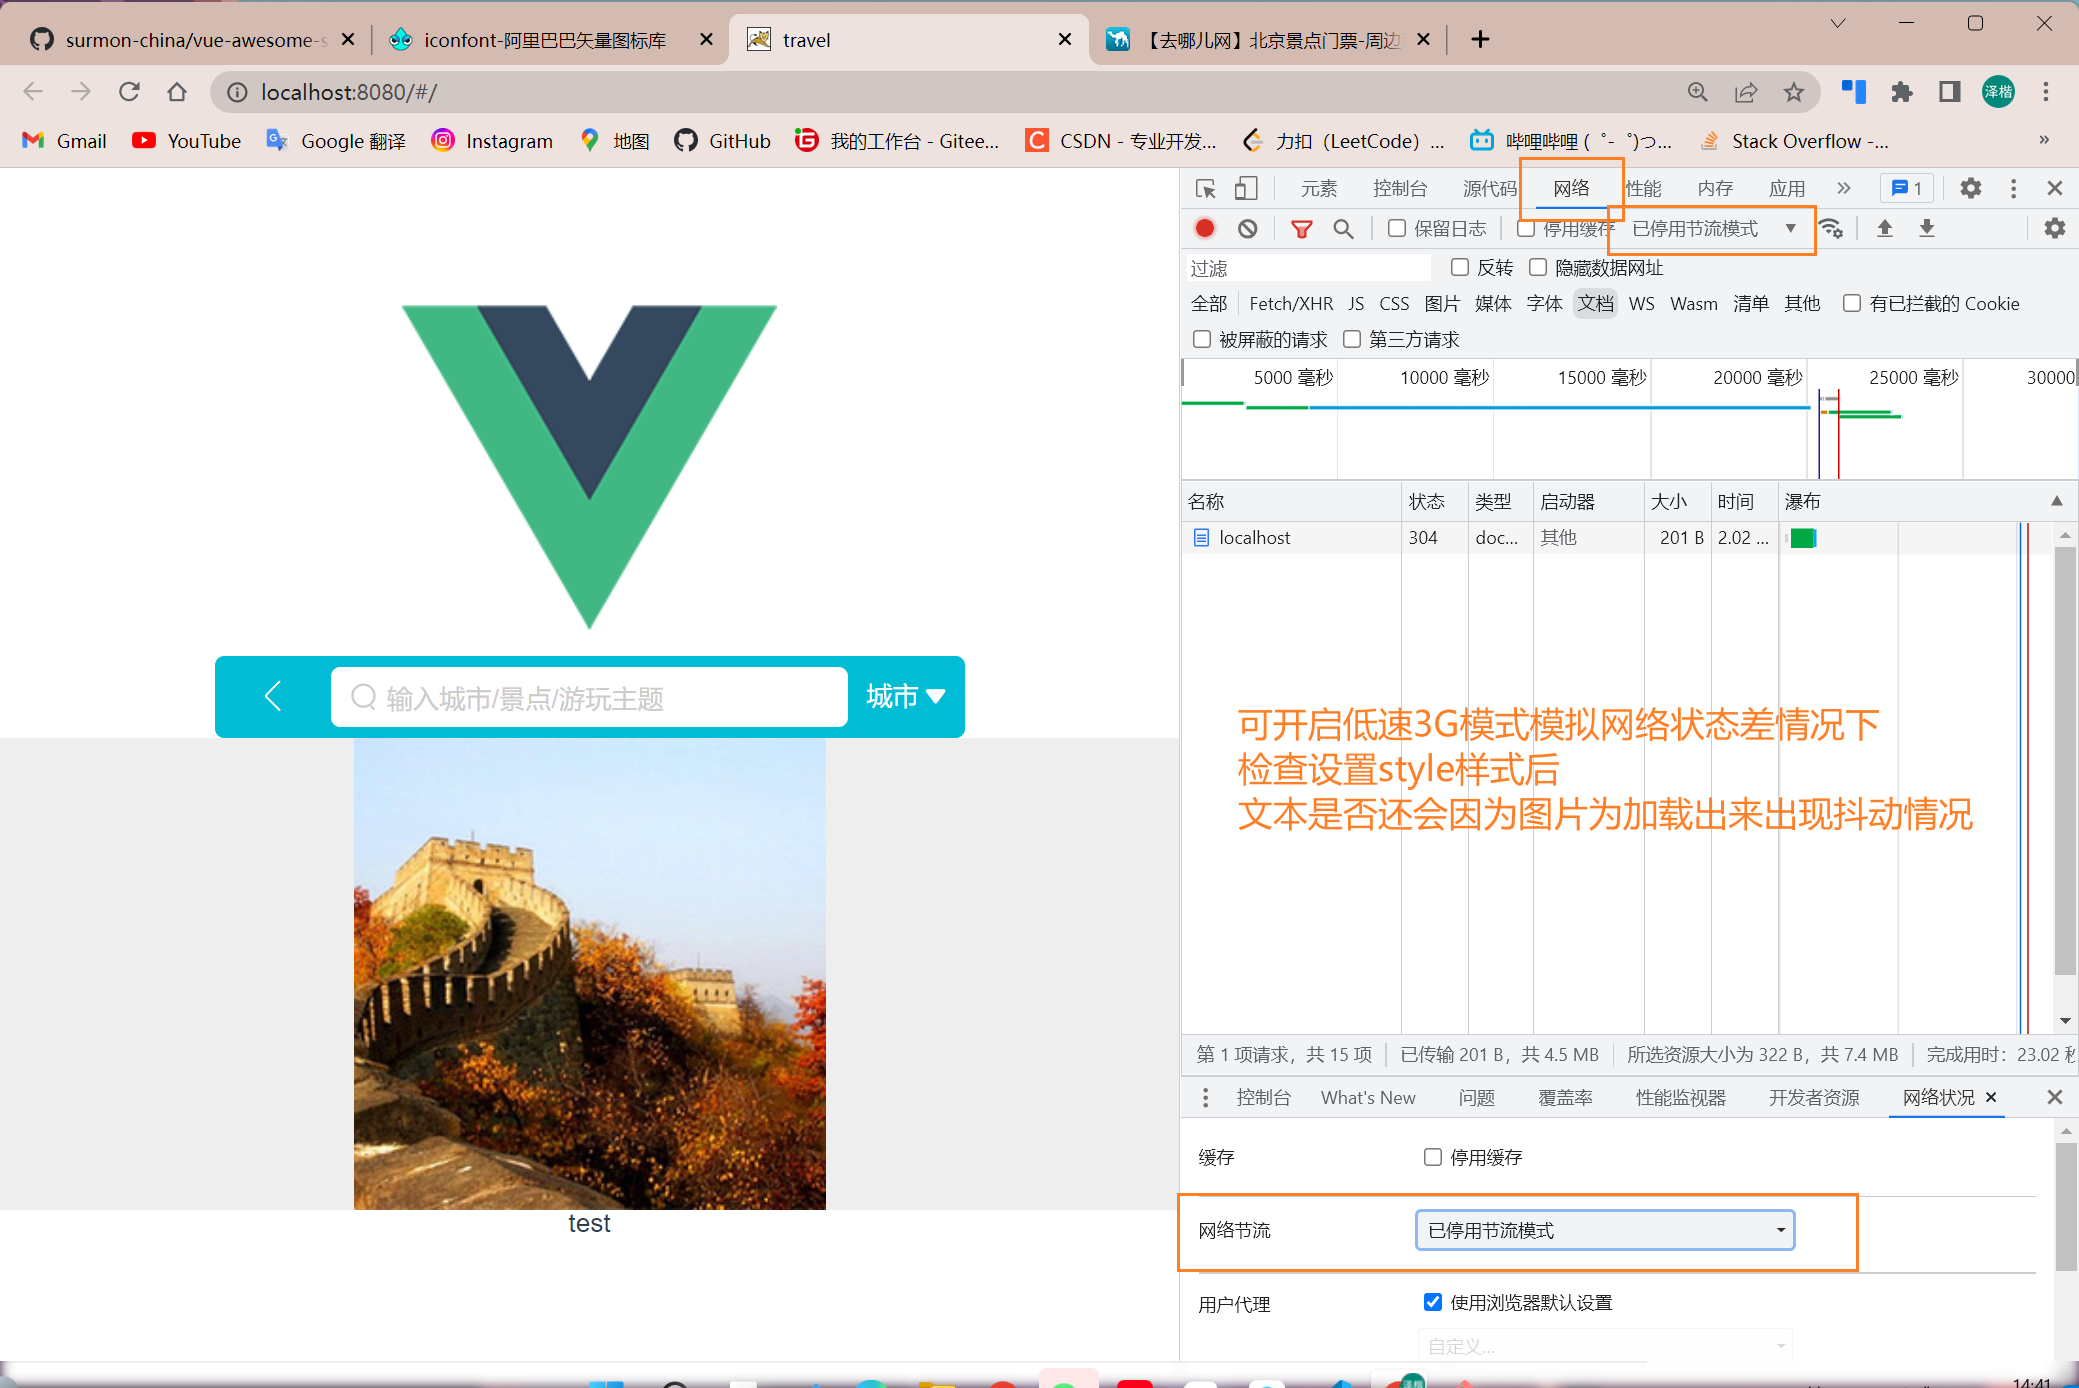 surmon-china/vue-awesome-s
iconfont-阿里巴巴矢量图标库
travel
【去哪儿网】北京景点门票-周边
localhost:8080/#/
泽楷
Gmail
YouTube
Google 翻译
Instagram
地图
GitHub
我的工作台 - Gitee...
CSDN - 专业开发...
力扣（LeetCode）...
哔哩哔哩 (゜-゜)つ...
Stack Overflow -...
»
元素 控制台 源代码 网络 性能 内存 应用 » 1
保留日志 停用缓存 已停用节流模式
过滤 反转 隐藏数据网址
全部 Fetch/XHR JS CSS 图片 媒体 字体 文档 WS Wasm 清单 其他 有已拦截的 Cookie
被屏蔽的请求 第三方请求
5000 毫秒 10000 毫秒 15000 毫秒 20000 毫秒 25000 毫秒 30000
名称 状态 类型 启动器 大小 时间 瀑布
localhost 304 doc... 其他 201 B 2.02 ...
输入城市/景点/游玩主题
城市
test
可开启低速3G模式模拟网络状态差情况下
检查设置style样式后
文本是否还会因为图片为加载出来出现抖动情况
第 1 项请求，共 15 项 已传输 201 B，共 4.5 MB 所选资源大小为 322 B，共 7.4 MB 完成用时：23.02 秒
控制台 What's New 问题 覆盖率 性能监视器 开发者资源 网络状况
缓存 停用缓存
网络节流 已停用节流模式
用户代理 使用浏览器默认设置
自定义...
14:41